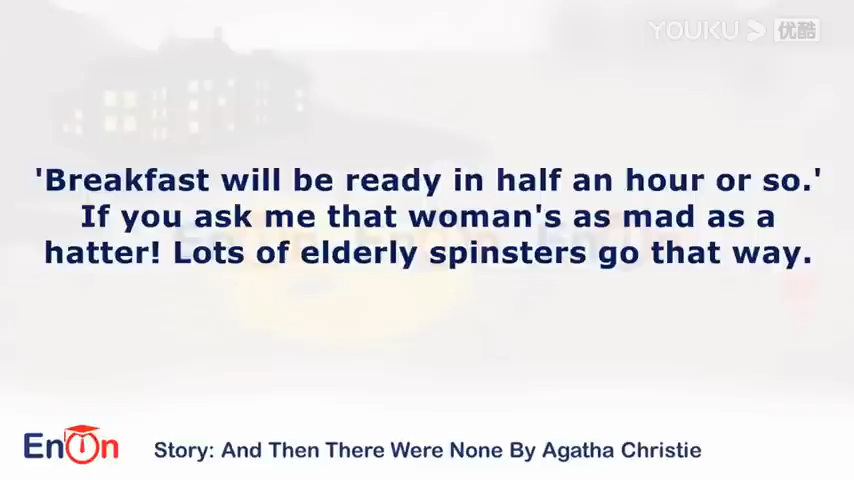 YOUKU 优酷
'Breakfast will be ready in half an hour or so.'
If you ask me that woman's as mad as a
hatter! Lots of elderly spinsters go that way.
EnOn
Story: And Then There Were None By Agatha Christie